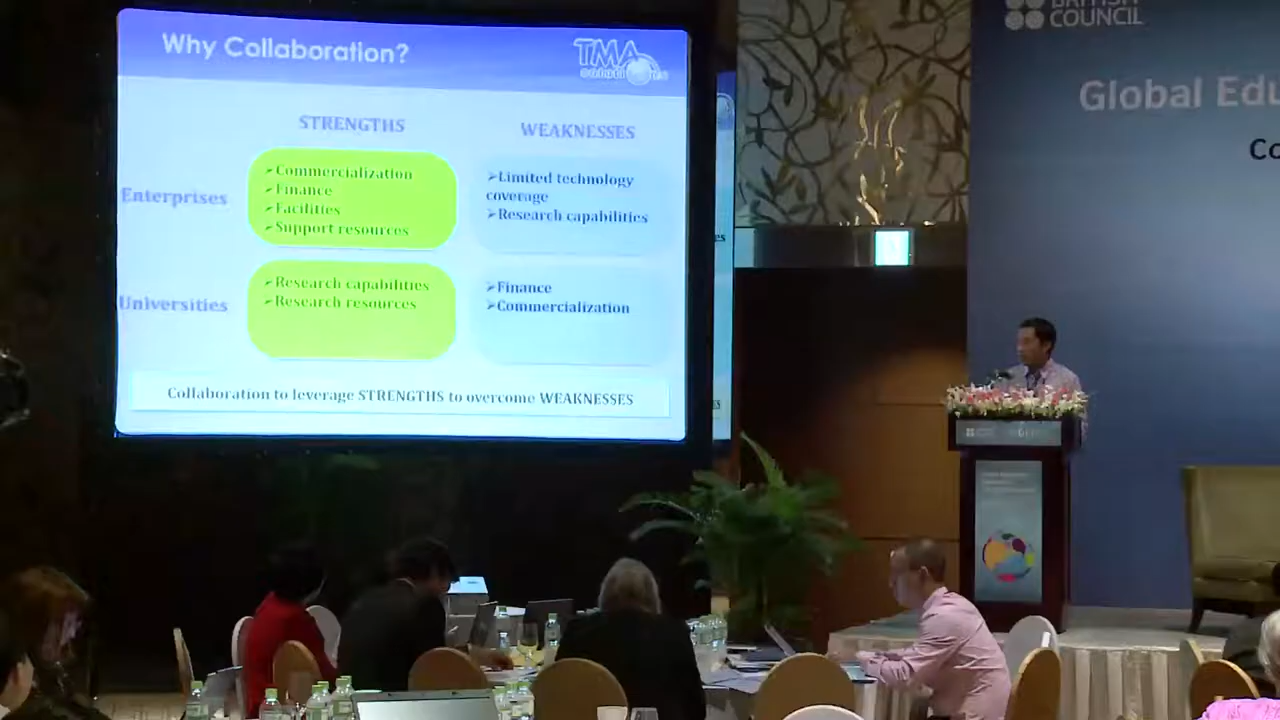 Why Collaboration?
TMA
solutions
STRENGTHS
WEAKNESSES
Enterprises
➢Commercialization
➢Finance
➢Facilities
➢Support resources
➢Limited technology
coverage
➢Research capabilities
Universities
➢Research capabilities
➢Research resources
➢Finance
➢Commercialization
Collaboration to leverage STRENGTHS to overcome WEAKNESSES
BRITISH
COUNCIL
Global Edu
Co